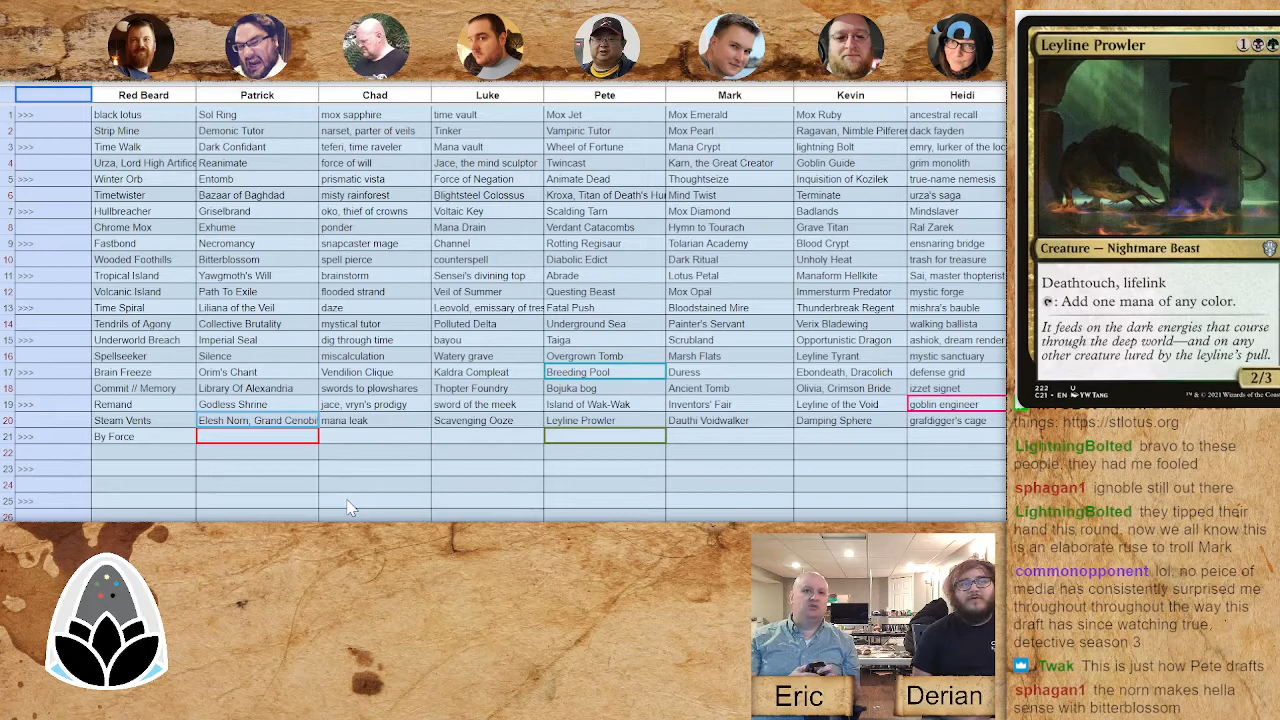 Red Beard Patrick Chad Luke Pete Mark Kevin Heidi
1 >>> black lotus Sol Ring mox sapphire time vault Mox Jet Mox Emerald Mox Ruby ancestral recall
2 Strip Mine Demonic Tutor narset, parter of veils Tinker Vampiric Tutor Mox Pearl Ragavan, Nimble Pilferer dack fayden
3 >>> Time Walk Dark Confidant teferi, time raveler Mana vault Wheel of Fortune Mana Crypt lightning Bolt emry, lurker of the loc
4 Urza, Lord High Artifice Reanimate force of will Jace, the mind sculptor Twincast Karn, the Great Creator Goblin Guide grim monolith
5 >>> Winter Orb Entomb prismatic vista Force of Negation Animate Dead Thoughtseize Inquisition of Kozilek true-name nemesis
6 Timetwister Bazaar of Baghdad misty rainforest Blightsteel Colossus Kroxa, Titan of Death's Hu Mind Twist Terminate urza's saga
7 >>> Hullbreacher Griselbrand oko, thief of crowns Voltaic Key Scalding Tarn Mox Diamond Badlands Mindslaver
8 Chrome Mox Exhume ponder Mana Drain Verdant Catacombs Hymn to Tourach Grave Titan Ral Zarek
9 >>> Fastbond Necromancy snapcaster mage Channel Rotting Regisaur Tolarian Academy Blood Crypt ensnaring bridge
10 Wooded Foothills Bitterblossom spell pierce counterspell Diabolic Edict Dark Ritual Unholy Heat trash for treasure
11 >>> Tropical Island Yawgmoth's Will brainstorm Sensei's divining top Abrade Lotus Petal Manaform Hellkite Sai, master thopterist
12 Volcanic Island Path To Exile flooded strand Veil of Summer Questing Beast Mox Opal Immersturm Predator mystic forge
13 >>> Time Spiral Liliana of the Veil daze Leovold, emissary of tres Fatal Push Bloodstained Mire Thunderbreak Regent mishra's bauble
14 Tendrils of Agony Collective Brutality mystical tutor Polluted Delta Underground Sea Painter's Servant Verix Bladewing walking ballista
15 >>> Underworld Breach Imperial Seal dig through time bayou Taiga Scrubland Opportunistic Dragon ashiok, dream render
16 Spellseeker Silence miscalculation Watery grave Overgrown Tomb Marsh Flats Leyline Tyrant mystic sanctuary
17 >>> Brain Freeze Orim's Chant Vendilion Clique Kaldra Compleat Breeding Pool Duress Ebondeath, Dracolich defense grid
18 Commit // Memory Library Of Alexandria swords to plowshares Thopter Foundry Bojuka bog Ancient Tomb Olivia, Crimson Bride izzet signet
19 >>> Remand Godless Shrine jace, vryn's prodigy sword of the meek Island of Wak-Wak Inventors' Fair Leyline of the Void goblin engineer
20 Steam Vents Elesh Norn, Grand Cenobi mana leak Scavenging Ooze Leyline Prowler Dauthi Voidwalker Damping Sphere grafdigger's cage
21 >>> By Force
22
23 >>>
24
25 >>>
26
Leyline Prowler 1
Creature — Nightmare Beast
Deathtouch, lifelink
: Add one mana of any color.
It feeds on the dark energies that course
through the deep world—and on any
other creature lured by the leyline's pull.
2/3
222 U
C21 • EN YW TANG ™ & © 2021 Wizards of the Coast
things: https://stlotus.org
LightningBolted bravo to these
people, they had me fooled
sphagan1 ignoble still out there
LightningBolted they tipped their
hand this round, now we all know this
is an elaborate ruse to troll Mark
commonopponent lol, no peice of
media has consistently surprised me
throughout throughout the way this
draft has since watching true
detective season 3
Twak This is just how Pete drafts
sphagan1 the norn makes hella
sense with bitterblossom
Eric
Derian